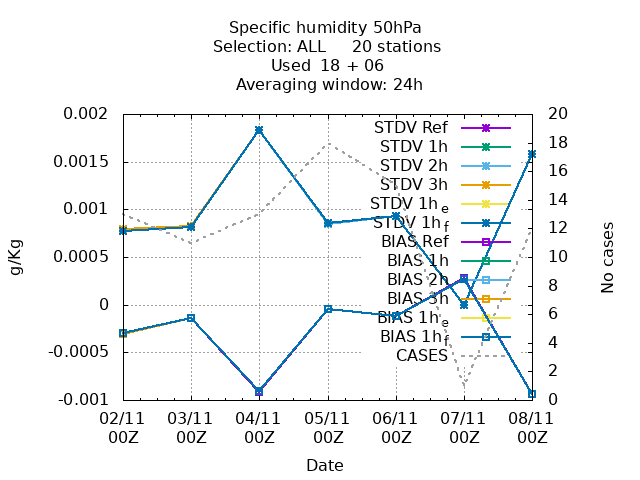 Specific humidity 50hPa
Selection: ALL     20 stations
Used  18 + 06
Averaging window: 24h
0.002
0.0015
0.001
0.0005
0
-0.0005
-0.001
g/Kg
20
18
16
14
12
10
8
6
4
2
0
No cases
STDV Ref
STDV 1h
STDV 2h
STDV 3h
STDV 1h_e
STDV 1h_f
BIAS Ref
BIAS 1h
BIAS 2h
BIAS 3h
BIAS 1h_e
BIAS 1h_f
CASES
02/11 03/11 04/11 05/11 06/11 07/11 08/11
00Z 00Z 00Z 00Z 00Z 00Z 00Z
Date